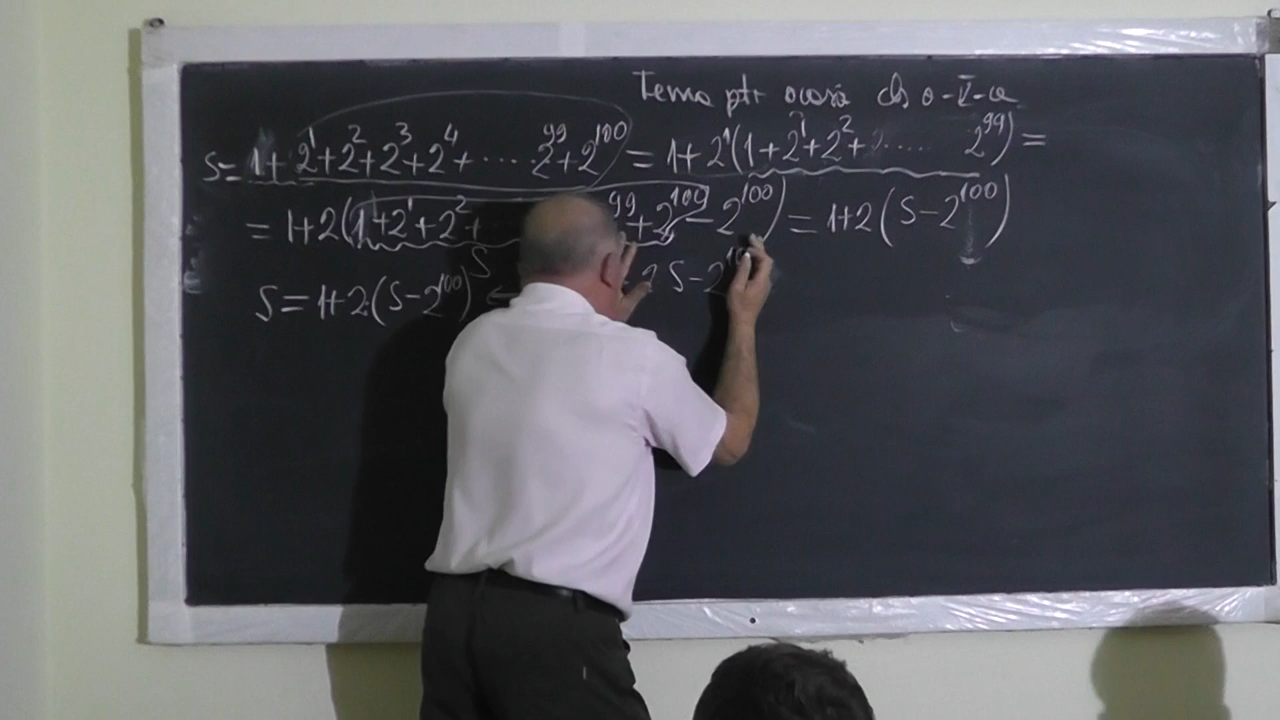 Tema ptr acasă cls a-V-a
S=1+2¹+2²+2³+2⁴+.....2⁹⁹+2¹⁰⁰=1+2¹(1+2¹+2²+......2⁹⁹)=
=1+2(1+2¹+2²+ ⁹⁹+2¹⁰⁰-2¹⁰⁰)=1+2(S-2¹⁰⁰)
S
S=1+2(S-2¹⁰⁰) S-2